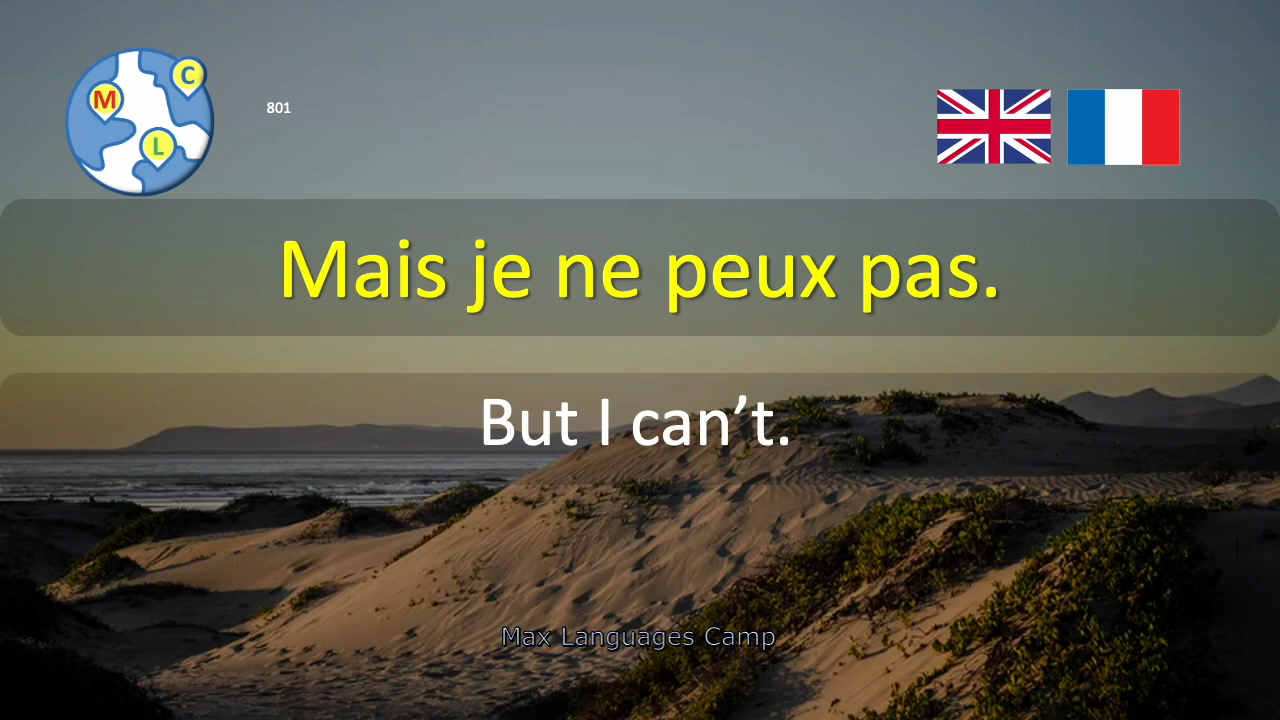 M
C
L
801
Mais je ne peux pas.
But I can’t.
Max Languages Camp